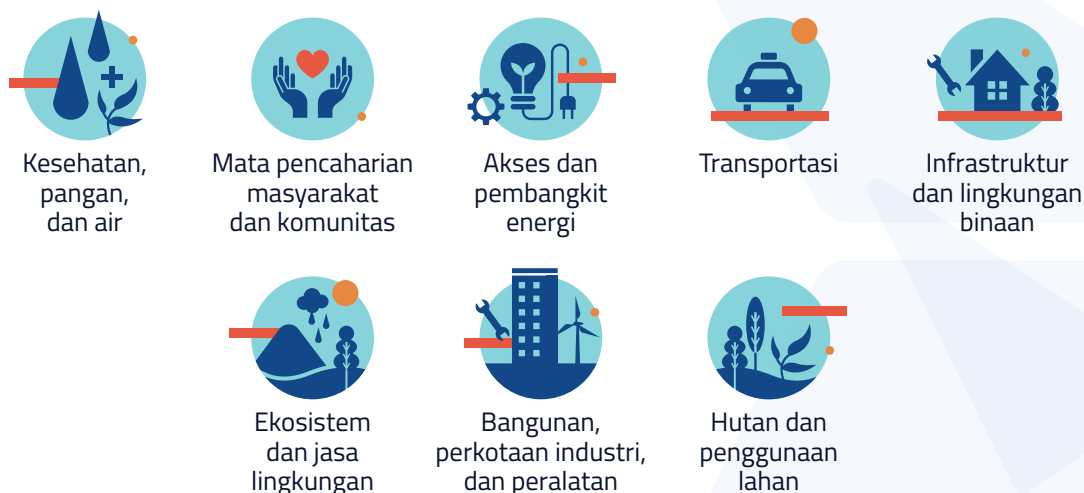 Kesehatan,
pangan,
dan air
Mata pencaharian
masyarakat
dan komunitas
Akses dan
pembangkit
energi
Transportasi
Infrastruktur
dan lingkungan
binaan
Ekosistem
dan jasa
lingkungan
Bangunan,
perkotaan industri,
dan peralatan
Hutan dan
penggunaan
lahan